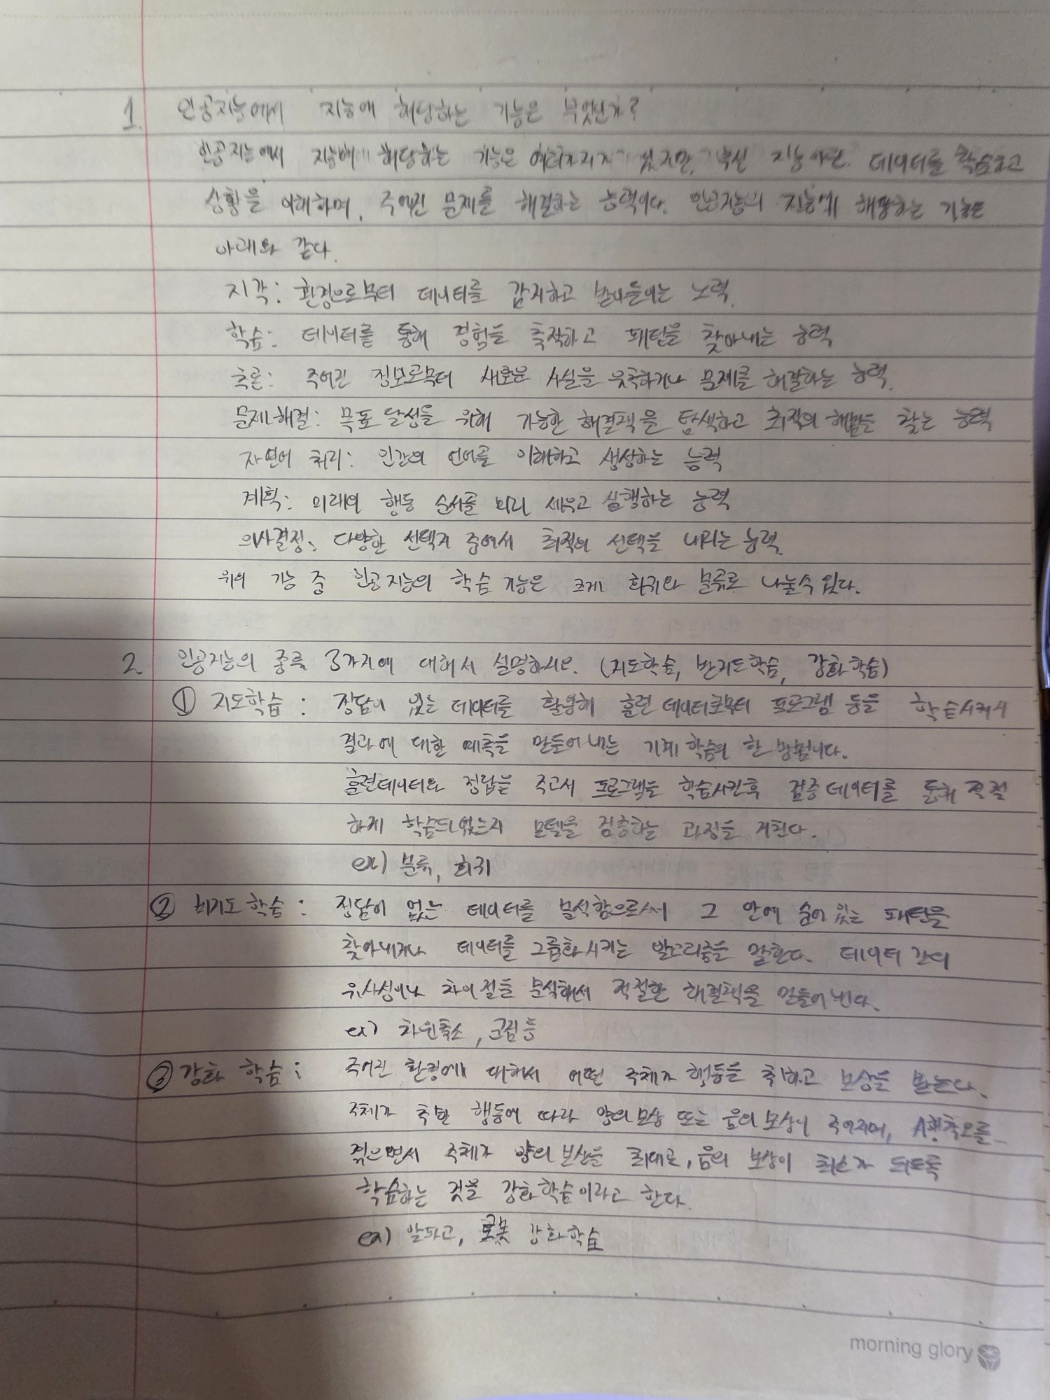 1. 인공지능에서 지능에 해당하는 기능은 무엇인가?
인공지능에서 지능에 해당하는 기능은 여러가지가 있지만, 지능이란 데이터를 학습하고
상황을 이해하며, 주어진 문제를 해결하는 능력이다. 인공지능의 지능에 해당하는 기능은
아래와 같다.
지각: 환경으로부터 데이터를 감지하고 받아들이는 노력.
학습: 데이터를 통해 경험을 축적하고 패턴을 찾아내는 능력
추론: 주어진 정보로부터 새로운 사실을 유추하거나 문제를 해결하는 능력.
문제해결: 목표 달성을 위해 가능한 해결책을 탐색하고 최적의 해법을 찾는 능력
자연어 처리: 인간의 언어를 이해하고 생성하는 능력
계획: 미래의 행동 순서를 미리 세우고 실행하는 능력
의사결정: 다양한 선택지 중에서 최적의 선택을 내리는 능력.
위의 기능 중 인공지능의 학습 기능은 크게 회귀와 분류로 나눌수 있다.
2. 인공지능의 종류 3가지에 대해서 설명하시오. (지도학습, 반지도학습, 강화학습)
① 지도학습 : 정답이 있는 데이터를 활용해 훈련 데이터로부터 프로그램 등을 학습시켜서
결과에 대한 예측을 만들어내는 기계 학습의 한 방법입니다.
훈련데이터와 정답을 주고서 프로그램을 학습시킨후 검증데이터를 통해 적절
하게 학습되었는지 모델을 검증하는 과정을 거친다.
ex) 분류, 회귀
② 비지도 학습 : 정답이 없는 데이터를 분석함으로써 그 안에 숨어있는 패턴을
찾아내거나 데이터를 그룹화시키는 알고리즘을 말한다. 데이터 간의
유사성이나 차이점을 분석해서 적절한 해결책을 만들어 낸다.
ex) 차원축소, 군집 등
③ 강화 학습 : 주어진 환경에 대해서 어떤 주체가 행동을 취하고 보상을 받는다.
주체가 취한 행동에 따라 양의 보상 또는 음의 보상이 주어지며, 시행착오를
겪으면서 주체가 양의 보상을 최대로, 음의 보상이 최소가 되도록
학습하는 것을 강화학습이라고 한다.
ex) 알파고, 로봇 강화학습
morning glory